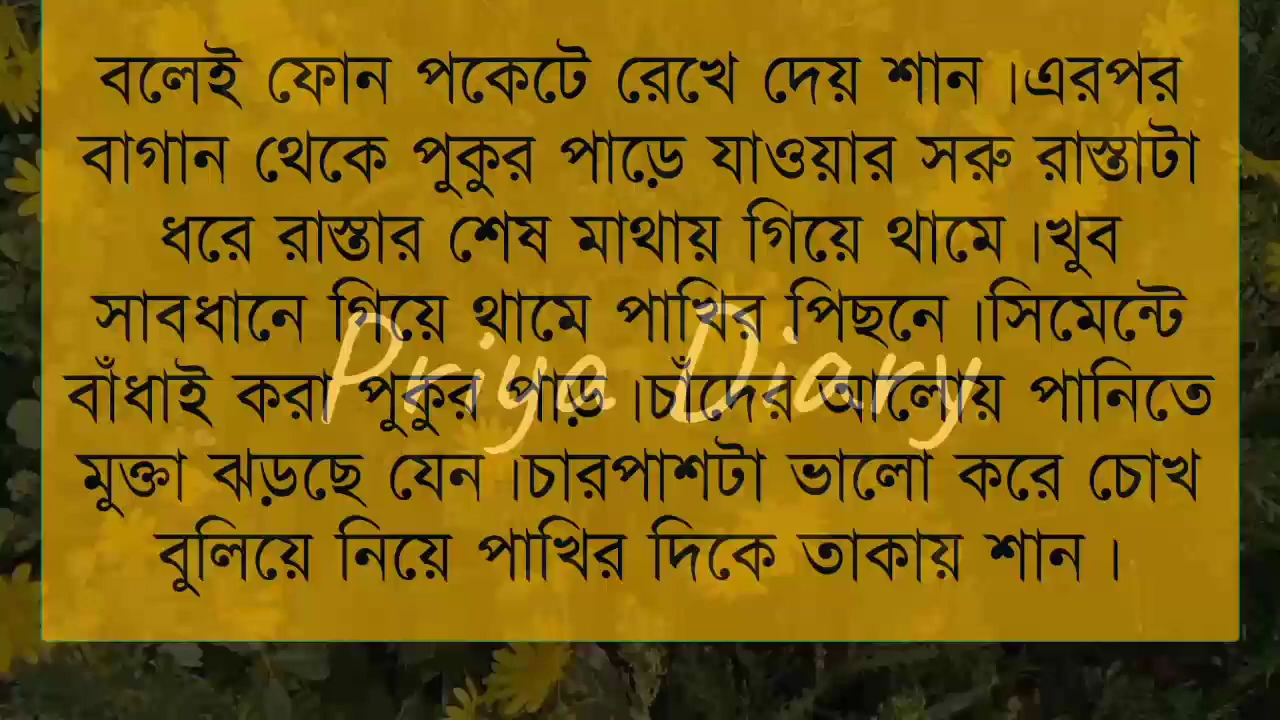 বলেই ফোন পকেটে রেখে দেয় শান ।এরপর
বাগান থেকে পুকুর পাড়ে যাওয়ার সরু রাস্তাটা
ধরে রাস্তার শেষ মাথায় গিয়ে থামে ।খুব
সাবধানে গিয়ে থামে পাখির পিছনে ।সিমেন্টে
বাঁধাই করা পুকুর পাড় ।চাঁদের আলোয় পানিতে
মুক্তা ঝড়ছে যেন ।চারপাশটা ভালো করে চোখ
বুলিয়ে নিয়ে পাখির দিকে তাকায় শান ।
Priya Diary